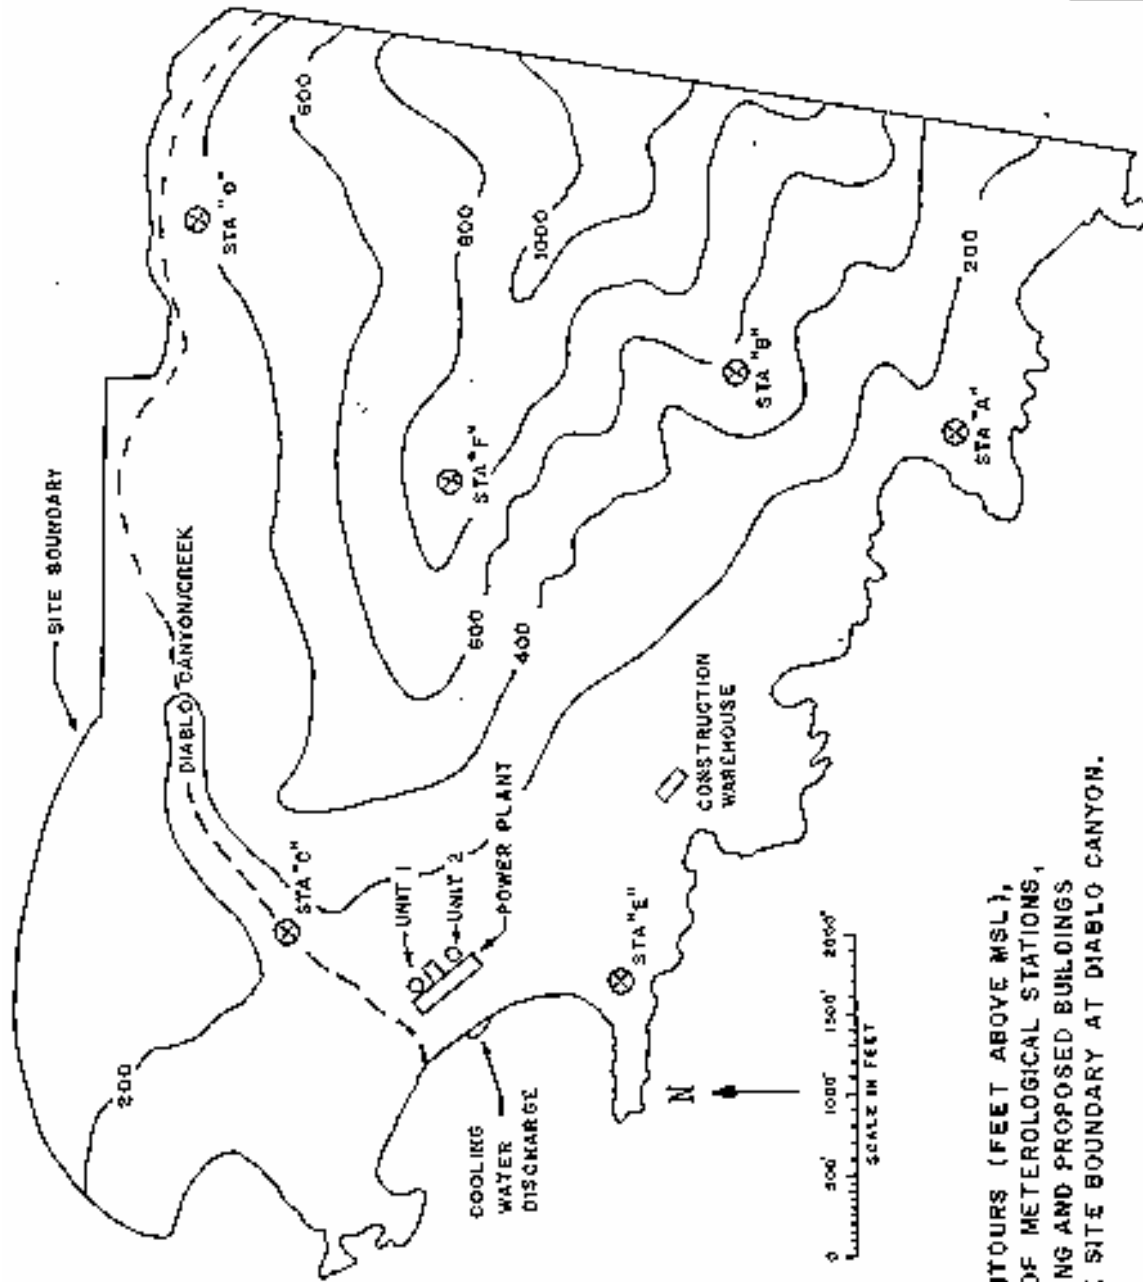 SITE BOUNDARY
DIABLO CANYON/CREEK
STA "D"
600
800
1000
STA "F"
STA "B"
200
STA "A"
600
400
STA "C"
UNIT 1
UNIT 2
POWER PLANT
CONSTRUCTION
WAREHOUSE
STA "E"
200
COOLING
WATER
DISCHARGE
N
0 500' 1000' 1500' 2000'
SCALE IN FEET
NTOURS (FEET ABOVE MSL),
OF METEROLOGICAL STATIONS,
NG AND PROPOSED BUILDINGS
SITE BOUNDARY AT DIABLO CANYON.